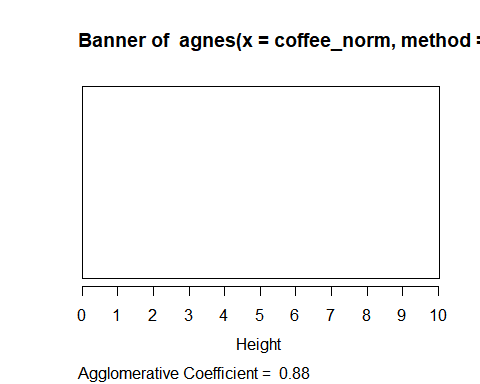 Banner of agnes(x = coffee_norm, method =
0 1 2 3 4 5 6 7 8 9 10
Height
Agglomerative Coefficient = 0.88